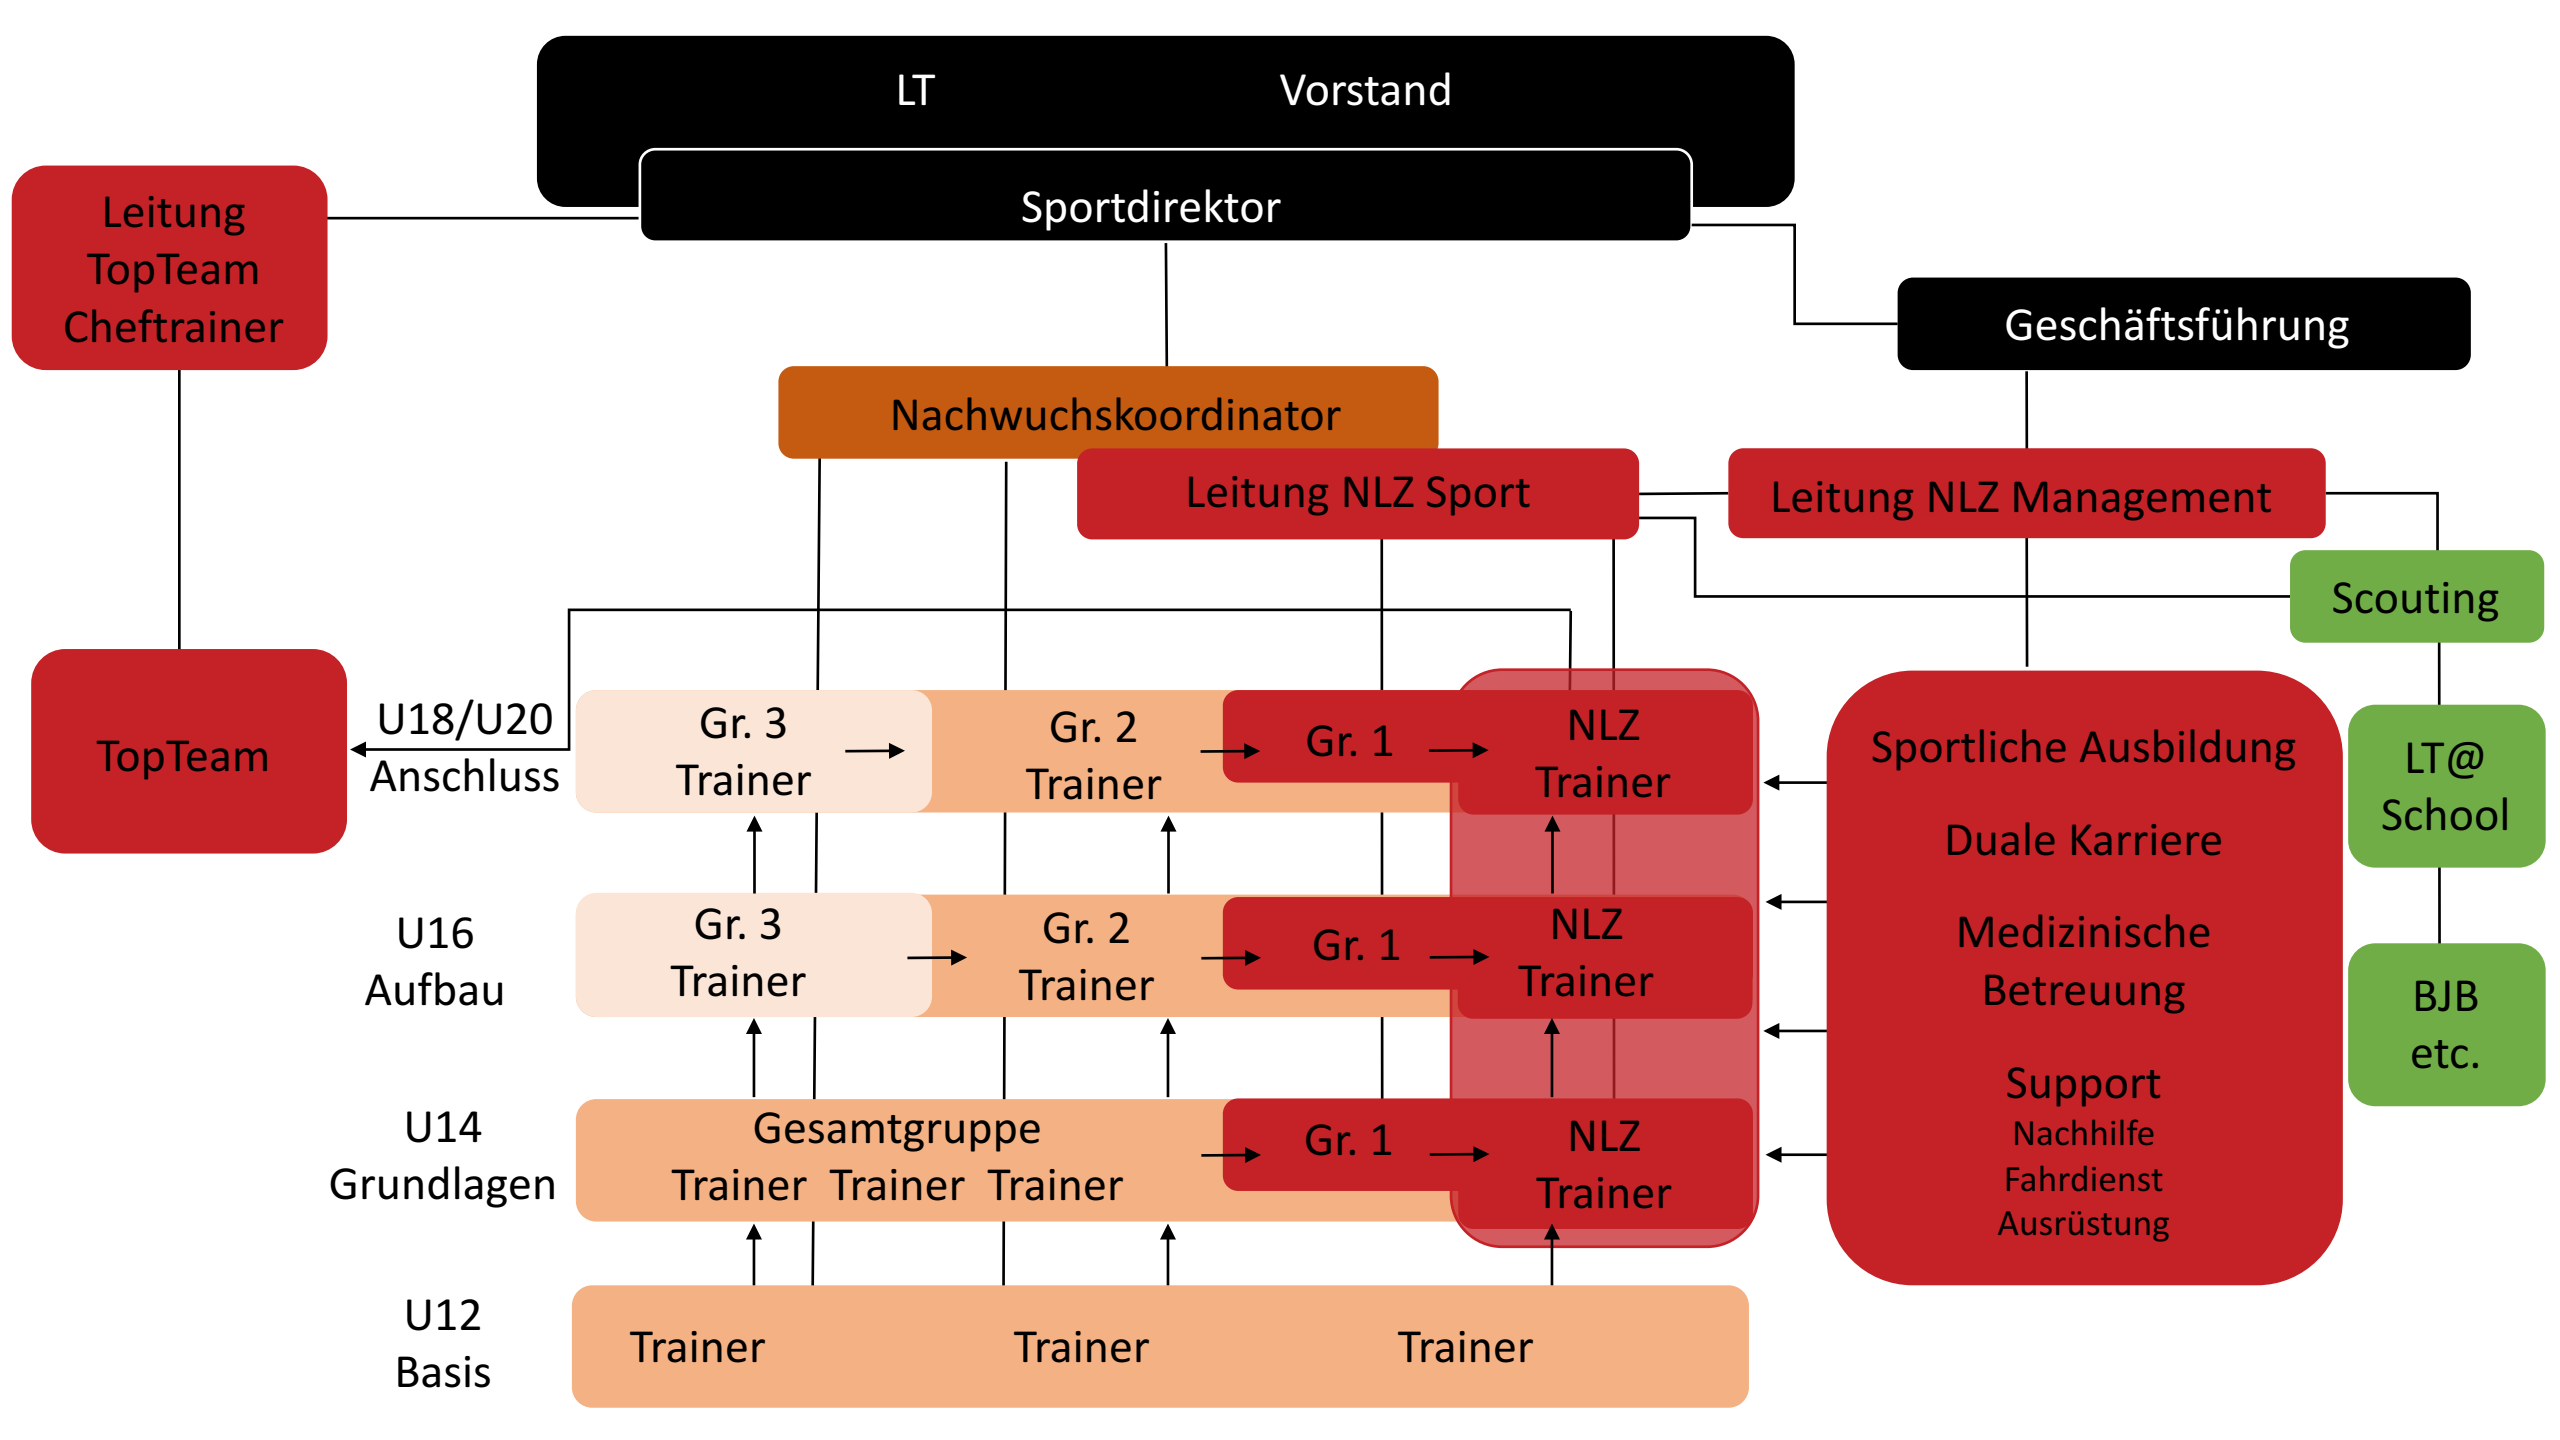 LT Vorstand
Sportdirektor
Leitung
TopTeam
Cheftrainer
Geschäftsführung
Nachwuchskoordinator
Leitung NLZ Sport
Leitung NLZ Management
Scouting
TopTeam
U18/U20
Anschluss
Gr. 3
Trainer
Gr. 2
Trainer
Gr. 1
NLZ
Trainer
U16
Aufbau
Gr. 3
Trainer
Gr. 2
Trainer
Gr. 1
NLZ
Trainer
U14
Grundlagen
Gesamtgruppe
Trainer Trainer Trainer
Gr. 1
NLZ
Trainer
U12
Basis
Trainer Trainer Trainer
Sportliche Ausbildung
Duale Karriere
Medizinische
Betreuung
Support
Nachhilfe
Fahrdienst
Ausrüstung
LT@
School
BJB
etc.